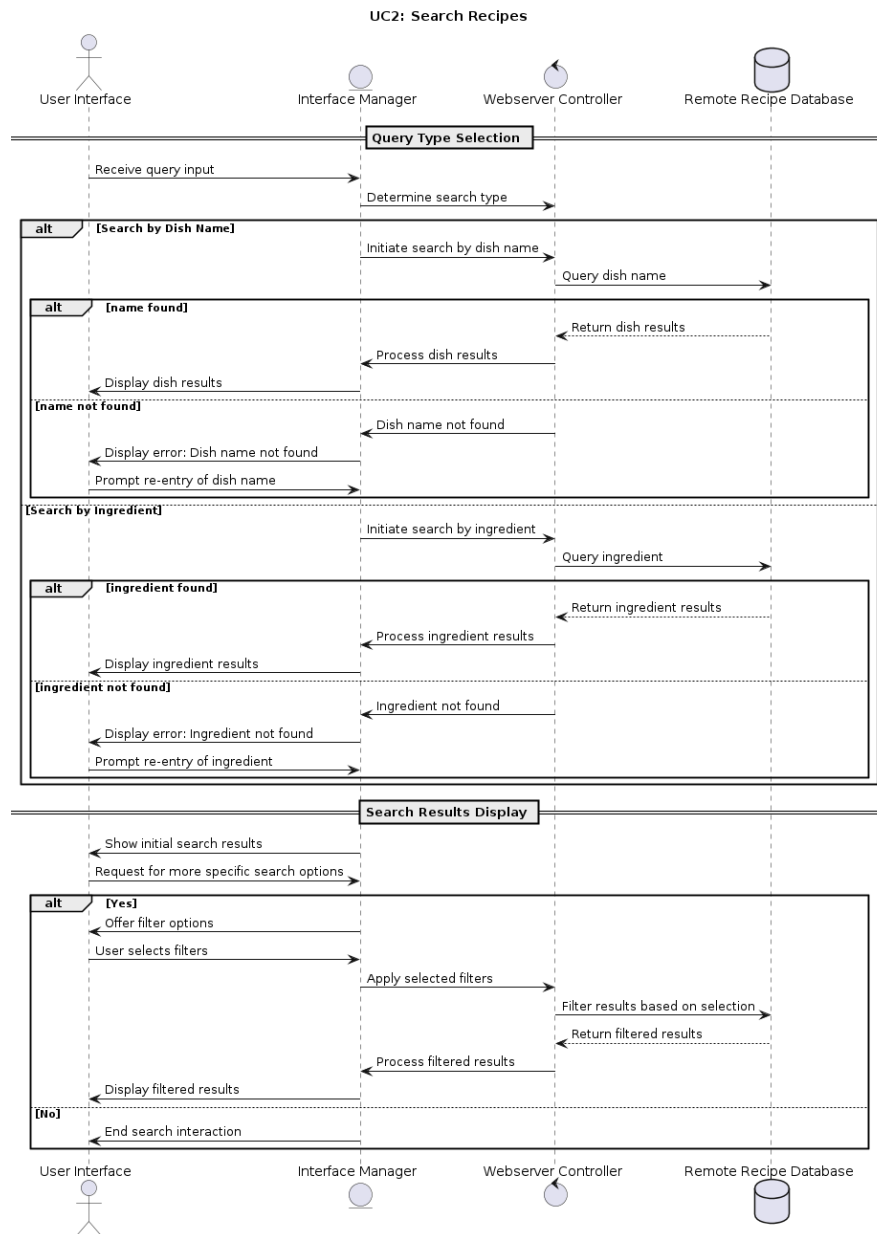 UC2: Search Recipes
User Interface
Interface Manager
Webserver Controller
Remote Recipe Database
Query Type Selection
Receive query input
Determine search type
alt
[Search by Dish Name]
Initiate search by dish name
Query dish name
alt
[name found]
Return dish results
Process dish results
Display dish results
[name not found]
Dish name not found
Display error: Dish name not found
Prompt re-entry of dish name
[Search by Ingredient]
Initiate search by ingredient
Query ingredient
alt
[ingredient found]
Return ingredient results
Process ingredient results
Display ingredient results
[ingredient not found]
Ingredient not found
Display error: Ingredient not found
Prompt re-entry of ingredient
Search Results Display
Show initial search results
Request for more specific search options
alt
[Yes]
Offer filter options
User selects filters
Apply selected filters
Filter results based on selection
Return filtered results
Process filtered results
Display filtered results
[No]
End search interaction
User Interface
Interface Manager
Webserver Controller
Remote Recipe Database